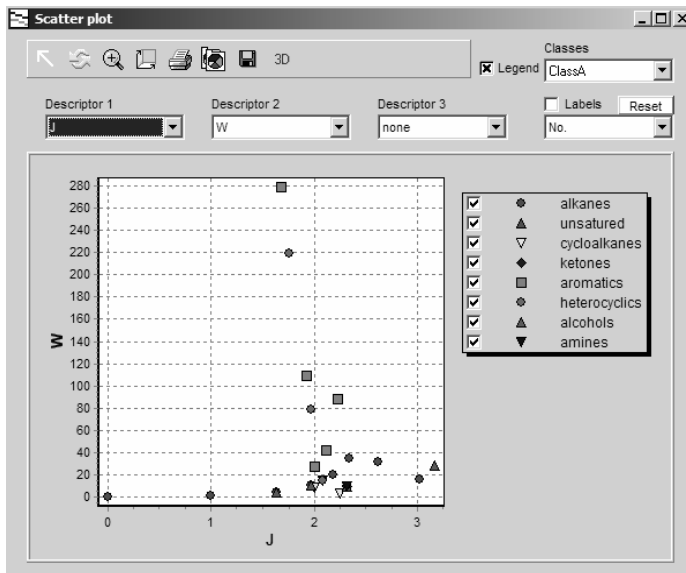 Scatter plot
3D
Legend
Classes
ClassA
Descriptor 1
Descriptor 2
Descriptor 3
Labels
Reset
J
W
none
No.
280
260
240
220
200
180
160
140
120
100
80
60
40
20
0
W
0 1 2 3
J
alkanes
unsatured
cycloalkanes
ketones
aromatics
heterocyclics
alcohols
amines